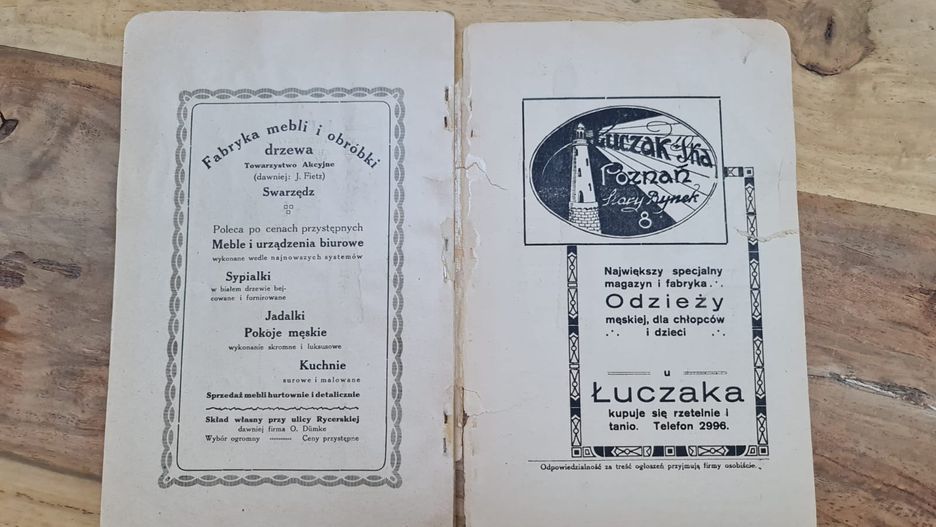 Fabryka mebli i obróbki
drzewa
Towarzystwo Akcyjne
(dawniej: J. Fietz)
Swarzędz
Poleca po cenach przystępnych
Meble i urządzenia biurowe
wykonane wedle najnowszych systemów
Sypialki
w białem drzewie bej-
cowane i fornirowane
Jadalki
Pokoje męskie
wykonanie skromne i luksusowe
Kuchnie
surowe i malowane
Sprzedaż mebli hurtownie i detalicznie
Skład własny przy ulicy Rycerskiej
dawniej firma O. Dümke
Wybór ogromny Ceny przystępne
Łuczak i Ska
Poznań
Stary Rynek
8
Największy specjalny
magazyn i fabryka
Odzieży
męskiej, dla chłopców
i dzieci
u
Łuczaka
kupuje się rzetelnie i
tanio. Telefon 2996.
Odpowiedzialność za treść ogłoszeń przyjmują firmy osobiście.